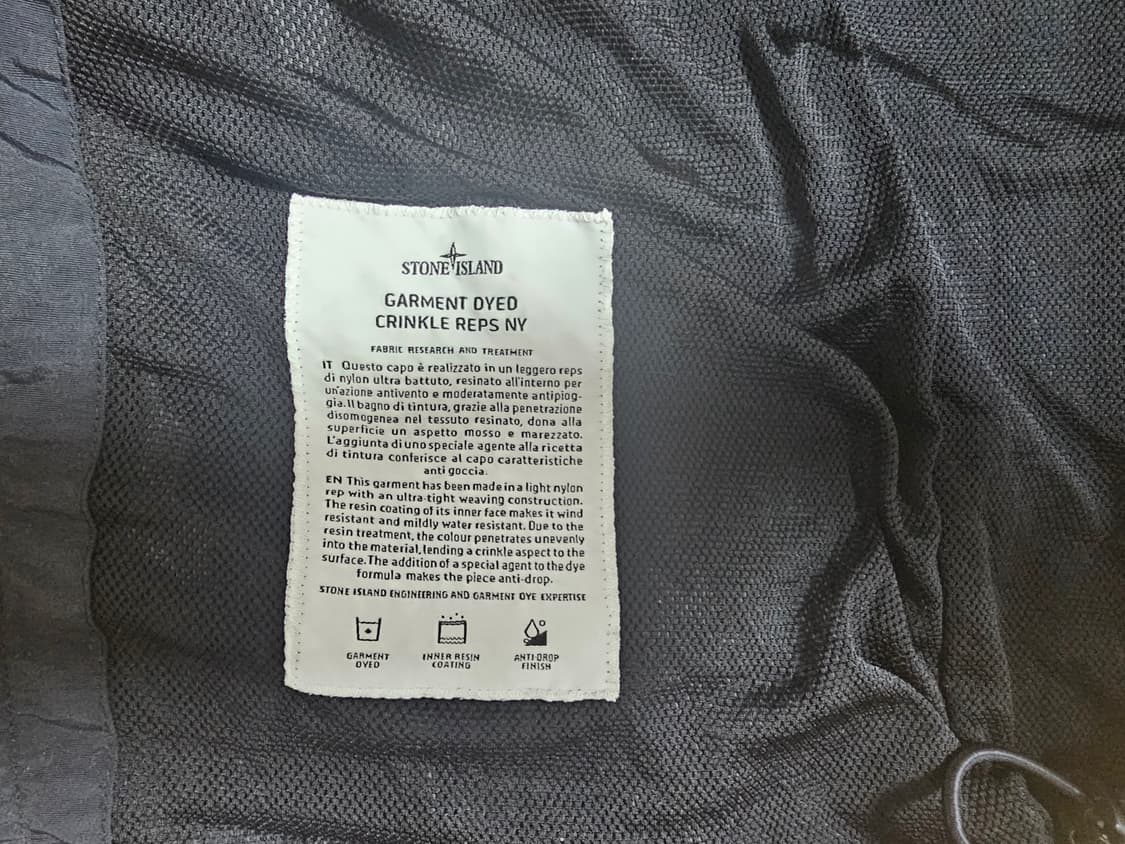 STONE ISLAND
GARMENT DYED
CRINKLE REPS NY
FABRIC RESEARCH AND TREATMENT
IT Questo capo è realizzato in un leggero reps
di nylon ultra battuto, resinato all'interno per
un'azione antivento e moderatamente antipiog-
gia. Il bagno di tintura, grazie alla penetrazione
disomogenea nel tessuto resinato, dona alla
superficie un aspetto mosso e marezzato.
L'aggiunta di uno speciale agente alla ricetta
di tintura conferisce al capo caratteristiche
anti goccia.
EN This garment has been made in a light nylon
rep with an ultra-tight weaving construction.
The resin coating of its inner face makes it wind
resistant and mildly water resistant. Due to the
resin treatment, the colour penetrates unevenly
into the material, lending a crinkle aspect to the
surface. The addition of a special agent to the dye
formula makes the piece anti-drop.
STONE ISLAND ENGINEERING AND GARMENT DYE EXPERTISE
GARMENT
DYED
INNER RESIN
COATING
ANTI-DROP
FINISH